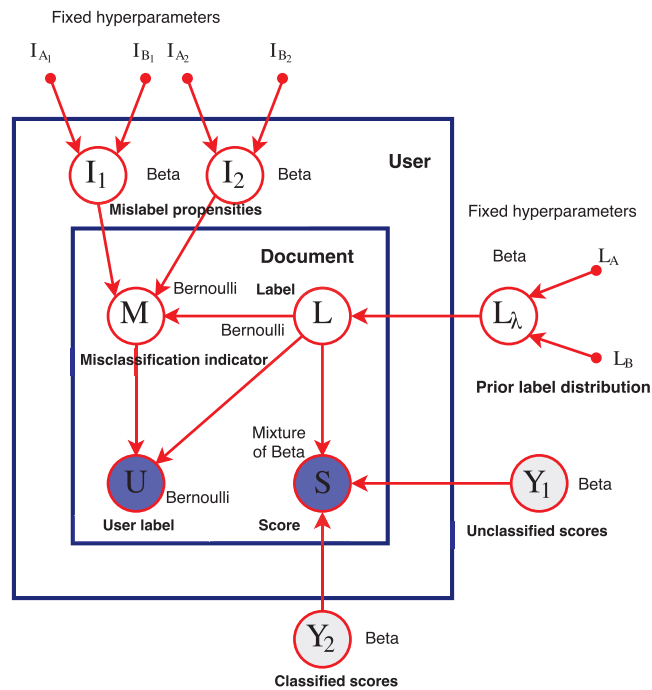 Fixed hyperparameters
I_A₁ I_B₁ I_A₂ I_B₂
User
I₁ Beta I₂ Beta
Mislabel propensities
Fixed hyperparameters
Document
Beta
L_A
Bernoulli Label
M L L_λ
Bernoulli
Misclassification indicator
L_B
Prior label distribution
Mixture
of Beta
U S Y₁ Beta
Bernoulli
User label Score Unclassified scores
Y₂ Beta
Classified scores